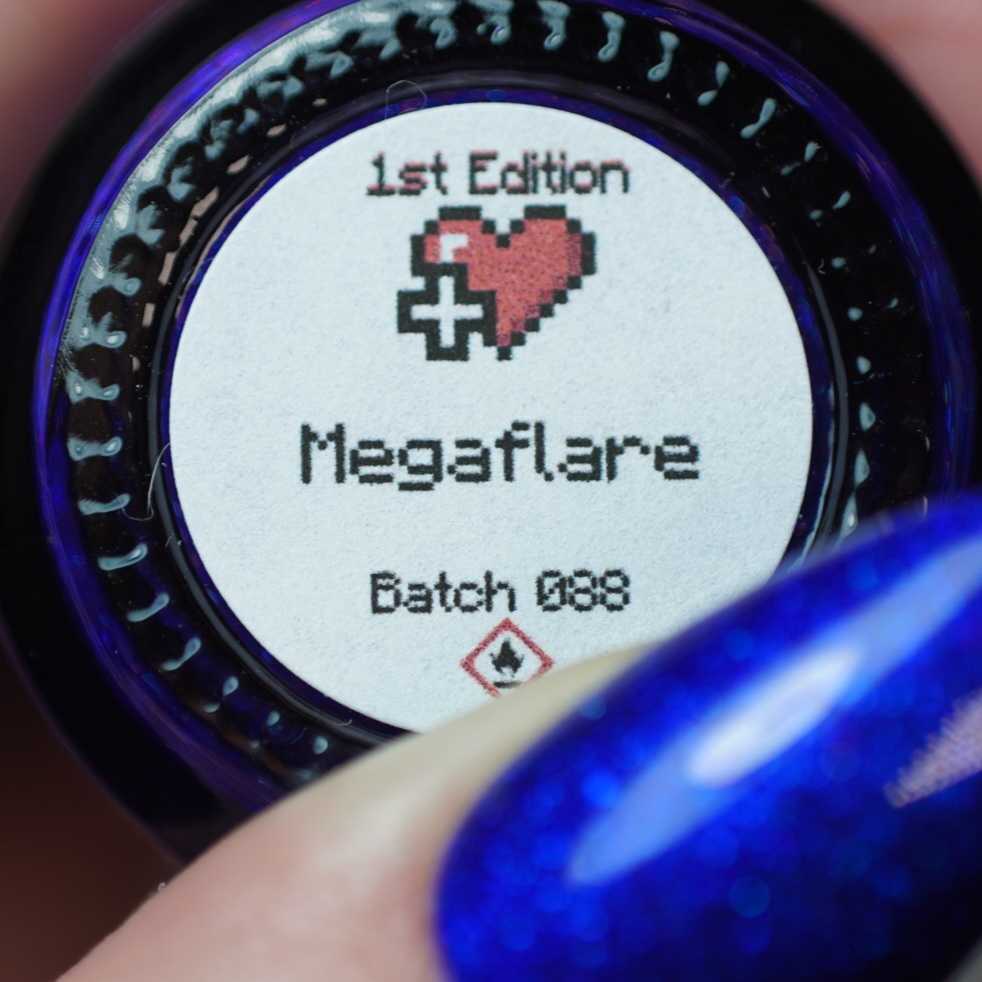 1st Edition
Megaflare
Batch 088